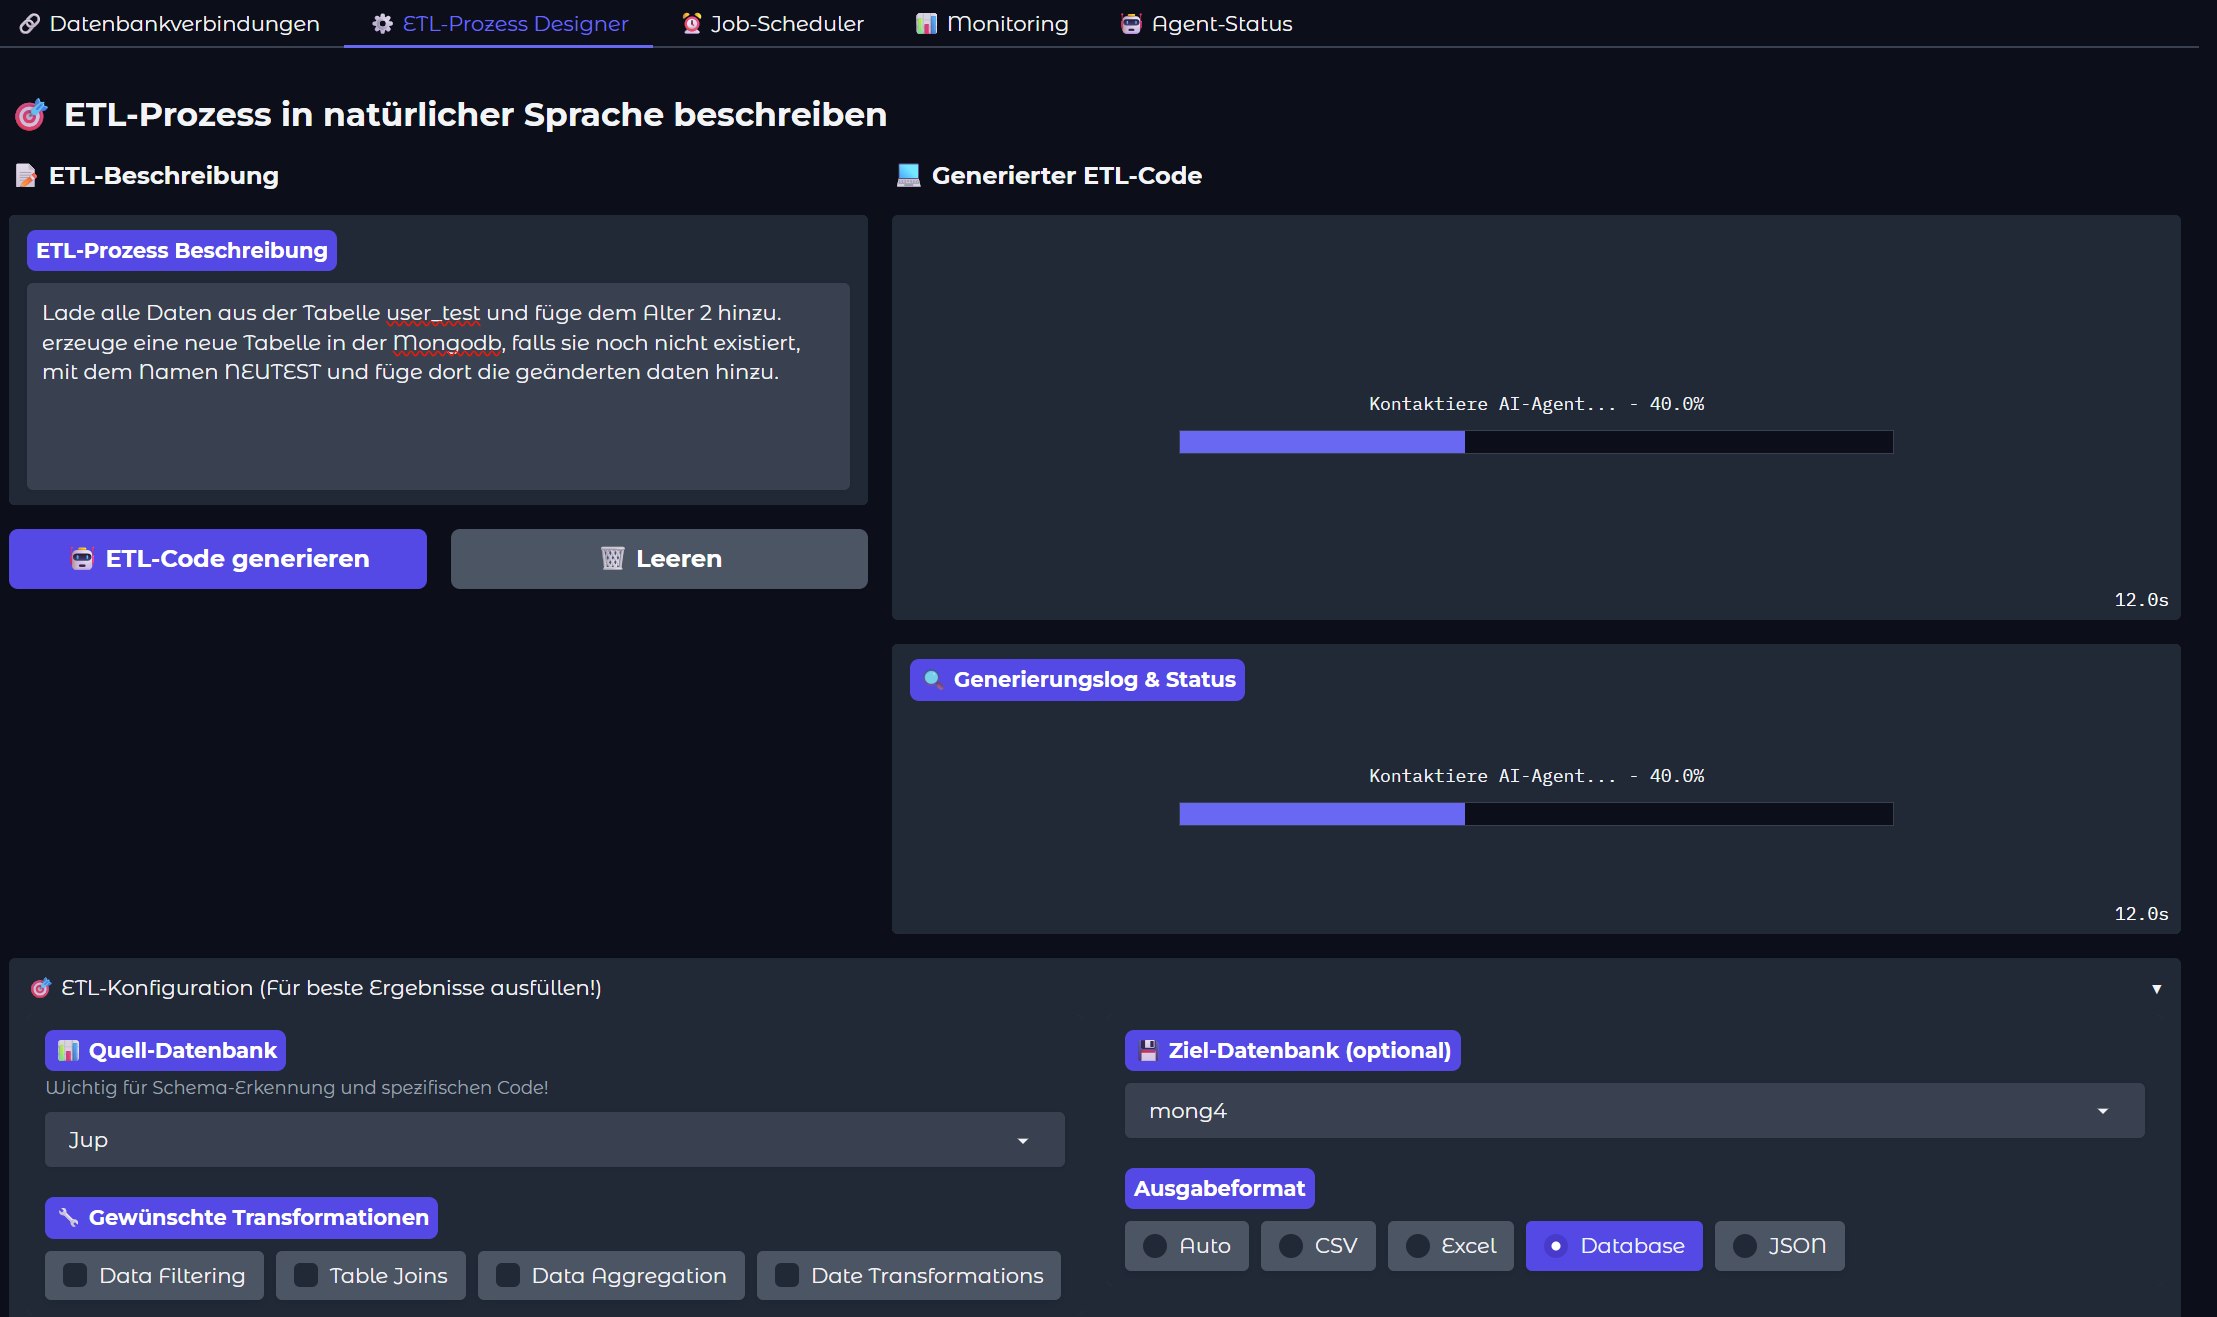 Datenbankverbindungen
ETL-Prozess Designer
Job-Scheduler
Monitoring
Agent-Status
ETL-Prozess in natürlicher Sprache beschreiben
ETL-Beschreibung
ETL-Prozess Beschreibung
Lade alle Daten aus der Tabelle user_test und füge dem Alter 2 hinzu.
erzeuge eine neue Tabelle in der Mongodb, falls sie noch nicht existiert,
mit dem Namen NEUTEST und füge dort die geänderten daten hinzu.
ETL-Code generieren
Leeren
Generierter ETL-Code
Kontaktiere AI-Agent... - 40.0%
12.0s
Generierungslog & Status
Kontaktiere AI-Agent... - 40.0%
12.0s
ETL-Konfiguration (Für beste Ergebnisse ausfüllen!)
Quell-Datenbank
Wichtig für Schema-Erkennung und spezifischen Code!
Jup
Gewünschte Transformationen
Data Filtering
Table Joins
Data Aggregation
Date Transformations
Ziel-Datenbank (optional)
mong4
Ausgabeformat
Auto
CSV
Excel
Database
JSON